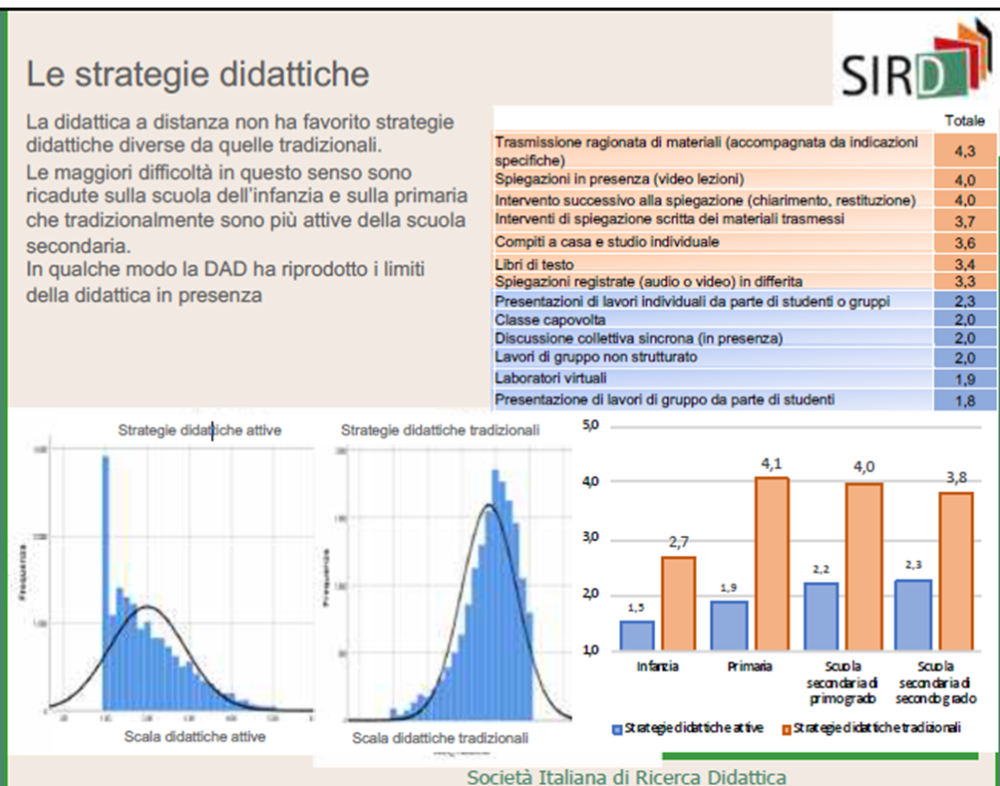 SIRD
Le strategie didattiche
La didattica a distanza non ha favorito strategie
didattiche diverse da quelle tradizionali.
Le maggiori difficoltà in questo senso sono
ricadute sulla scuola dell'infanzia e sulla primaria
che tradizionalmente sono più attive della scuola
secondaria.
In qualche modo la DAD ha riprodotto i limiti
della didattica in presenza
Totale
Trasmissione ragionata di materiali (accompagnata da indicazioni
specifiche) 4,3
Spiegazioni in presenza (video lezioni) 4,0
Intervento successivo alla spiegazione (chiarimento, restituzione) 4,0
Interventi di spiegazione scritta dei materiali trasmessi 3,7
Compiti a casa e studio individuale 3,6
Libri di testo 3,4
Spiegazioni registrate (audio o video) in differita 3,3
Presentazioni di lavori individuali da parte di studenti o gruppi 2,3
Classe capovolta 2,0
Discussione collettiva sincrona (in presenza) 2,0
Lavori di gruppo non strutturato 2,0
Laboratori virtuali 1,9
Presentazione di lavori di gruppo da parte di studenti 1,8
Strategie didattiche attive
Frequenza
Scala didattiche attive
Strategie didattiche tradizionali
Frequenza
Scala didattiche tradizionali
5,0
4,0
3,0
2,0
1,0
1,5 2,7
1,9 4,1
2,2 4,0
2,3 3,8
Infanzia
Primaria
Scuola
secondaria di
primo grado
Scuola
secondaria di
secondo grado
Strategie didattiche attive
Strategie didattiche tradizionali
Società Italiana di Ricerca Didattica